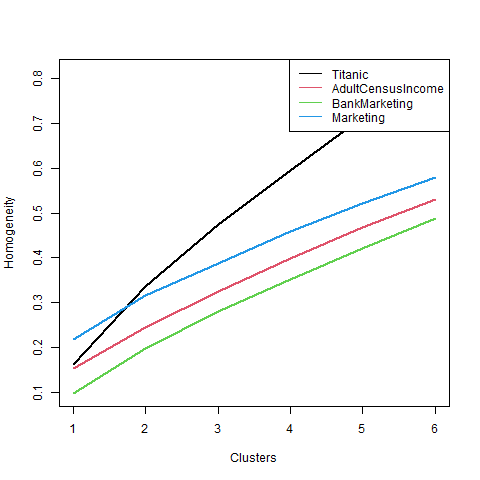 Titanic
AdultCensusIncome
BankMarketing
Marketing
0.8
0.7
0.6
0.5
0.4
0.3
0.2
0.1
Homogeneity
1 2 3 4 5 6
Clusters